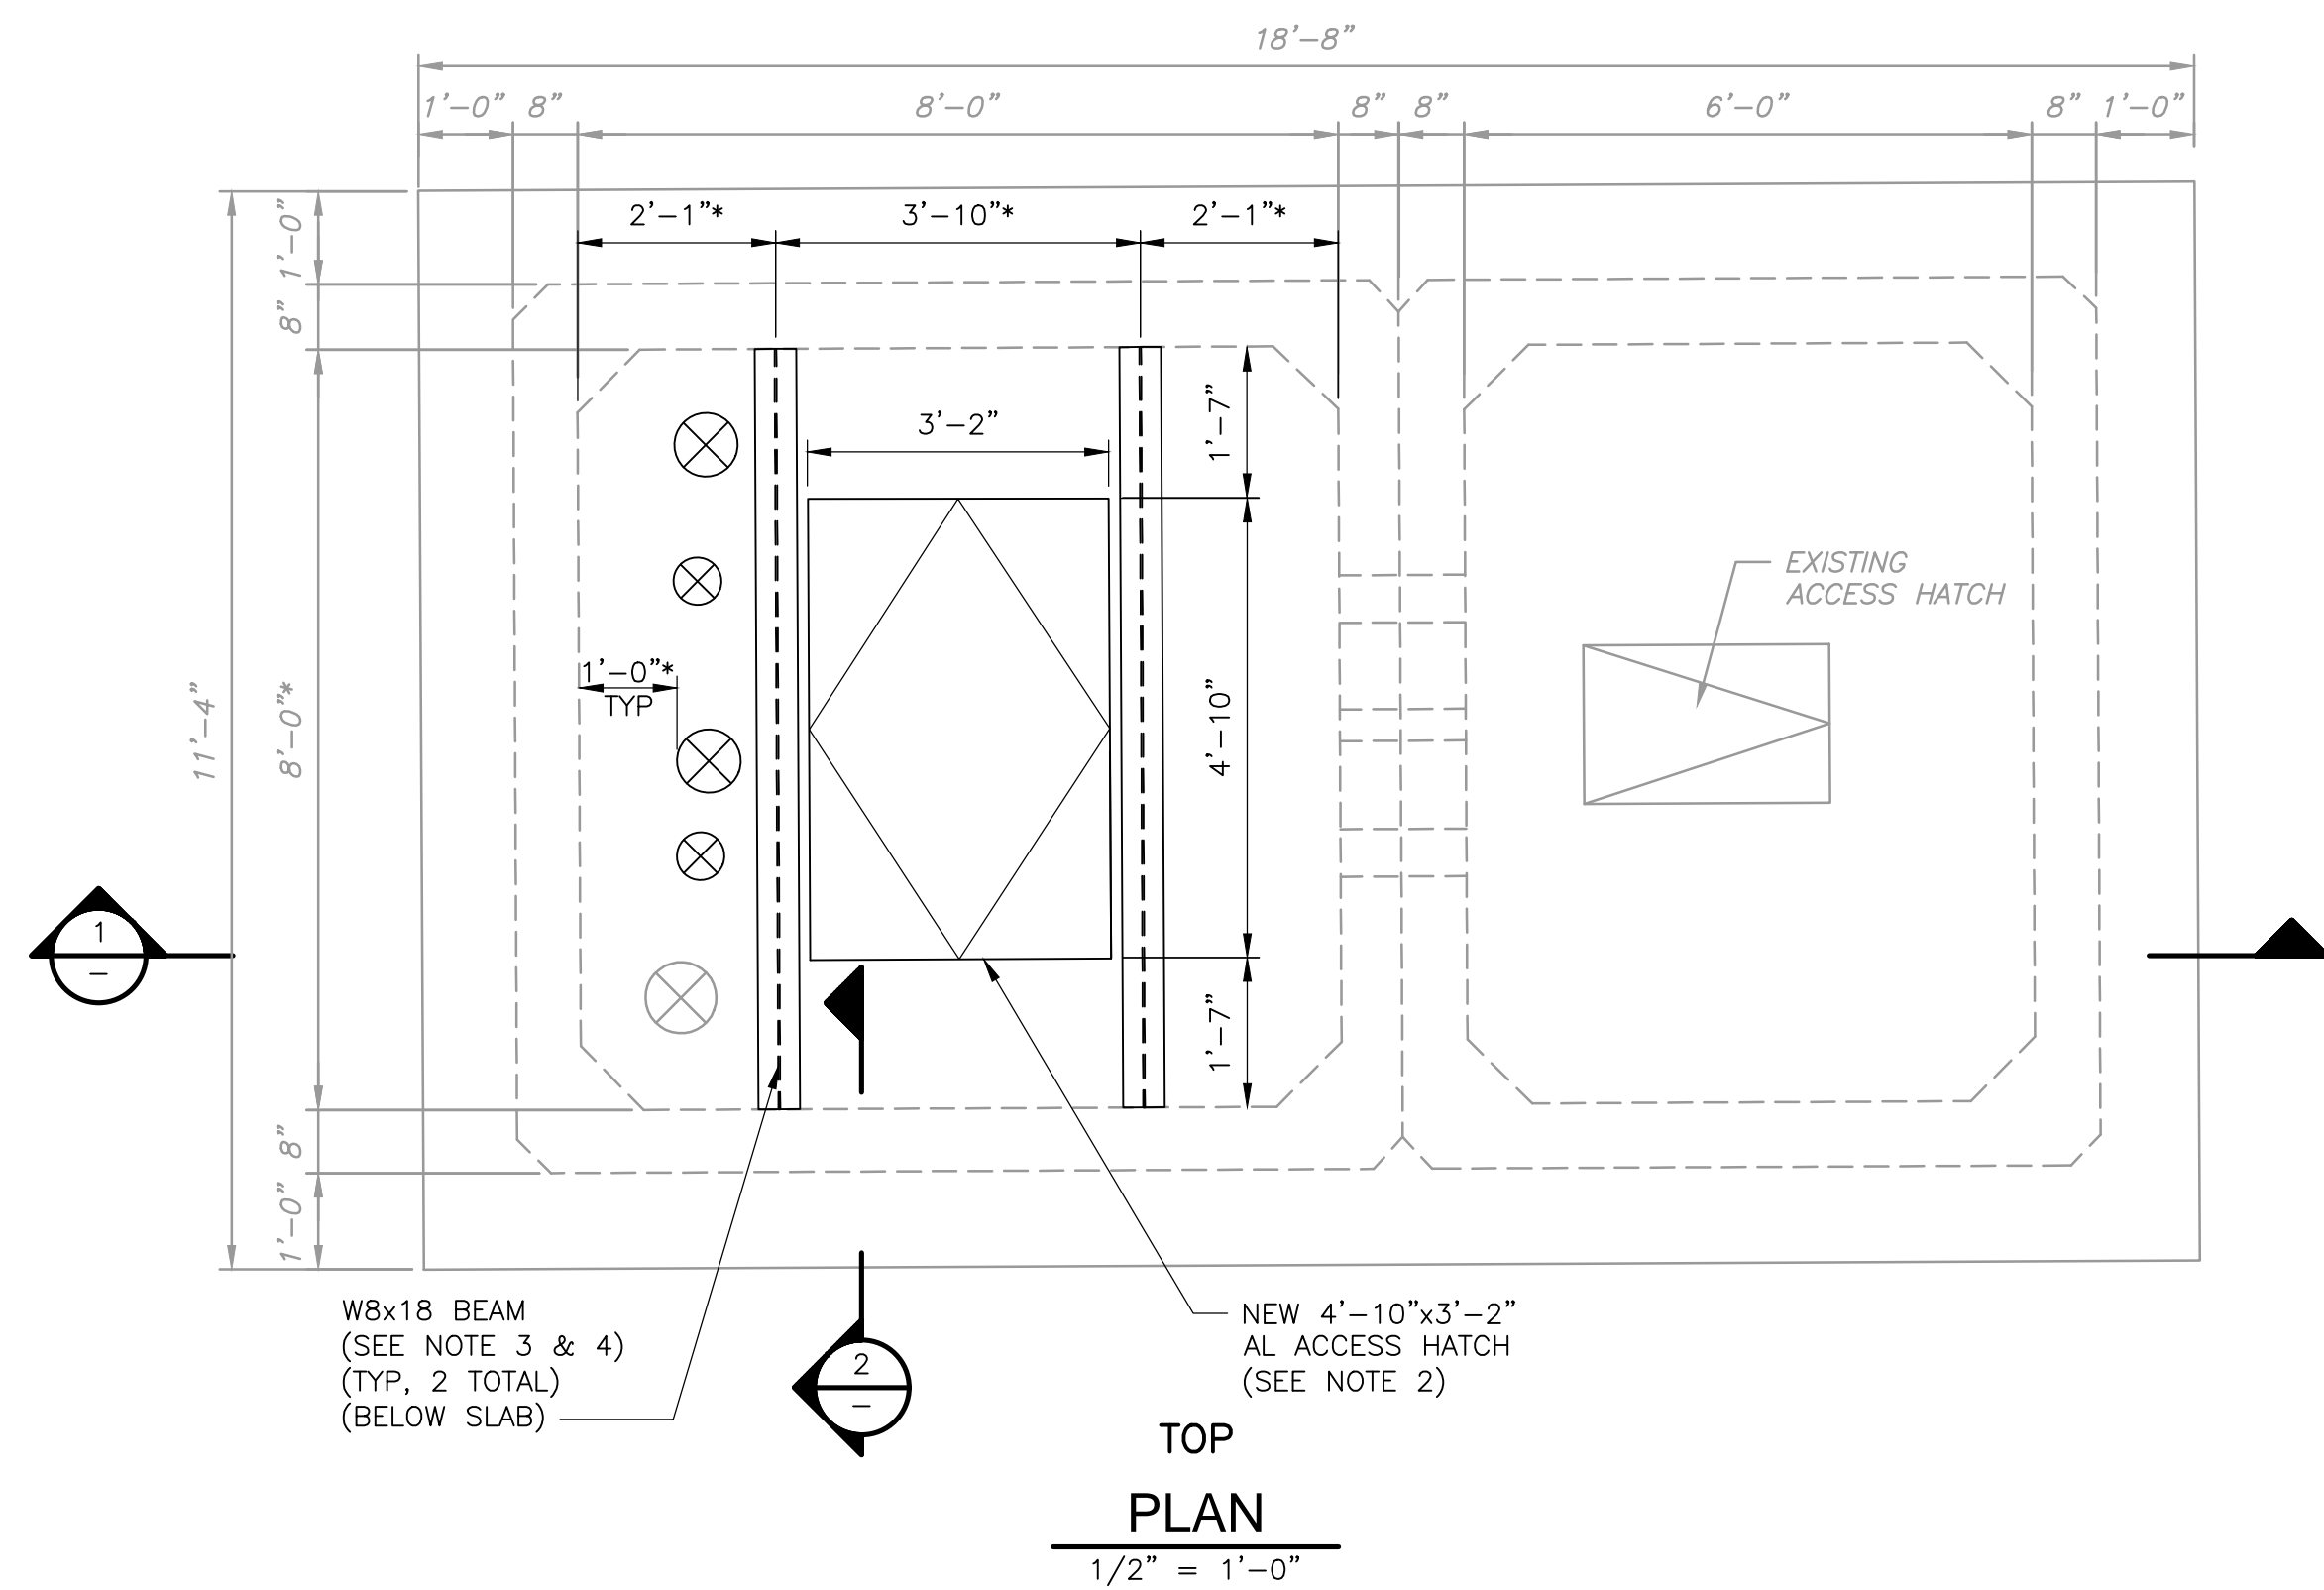 18'-8"
1'-0" 8" 8'-0" 8" 8" 6'-0" 8" 1'-0"
2'-1"* 3'-10"* 2'-1"*
1'-0"
8"
8'-0"*
8"
1'-0"
11'-4"
3'-2"
1'-7"
4'-10"
1'-7"
1'-0"*
TYP
EXISTING
ACCESS HATCH
1
–
W8x18 BEAM
(SEE NOTE 3 & 4)
(TYP, 2 TOTAL)
(BELOW SLAB)
2
–
NEW 4'-10"x3'-2"
AL ACCESS HATCH
(SEE NOTE 2)
TOP
PLAN
1/2" = 1'-0"